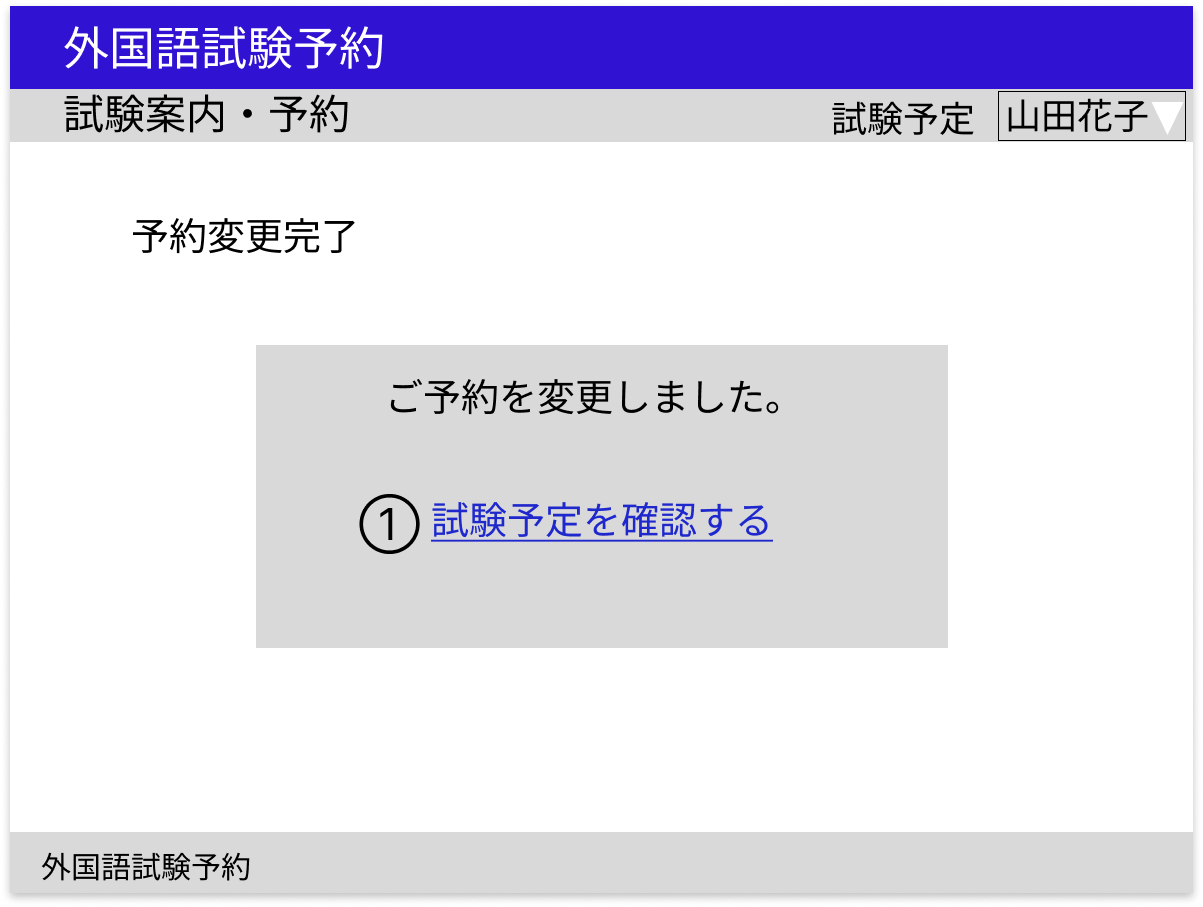 外国語試験予約
試験案内・予約
試験予定
山田花子▼
予約変更完了
ご予約を変更しました。
① 試験予定を確認する
外国語試験予約